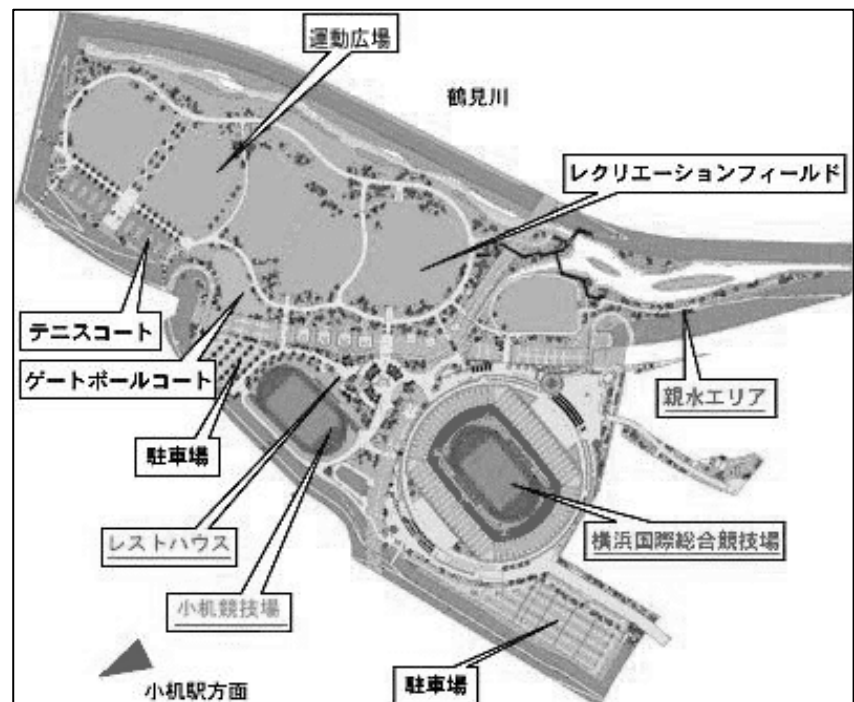 運動広場
鶴見川
レクリエーションフィールド
テニスコート
ゲートボールコート
親水エリア
駐車場
レストハウス
横浜国際総合競技場
小机競技場
駐車場
小机駅方面